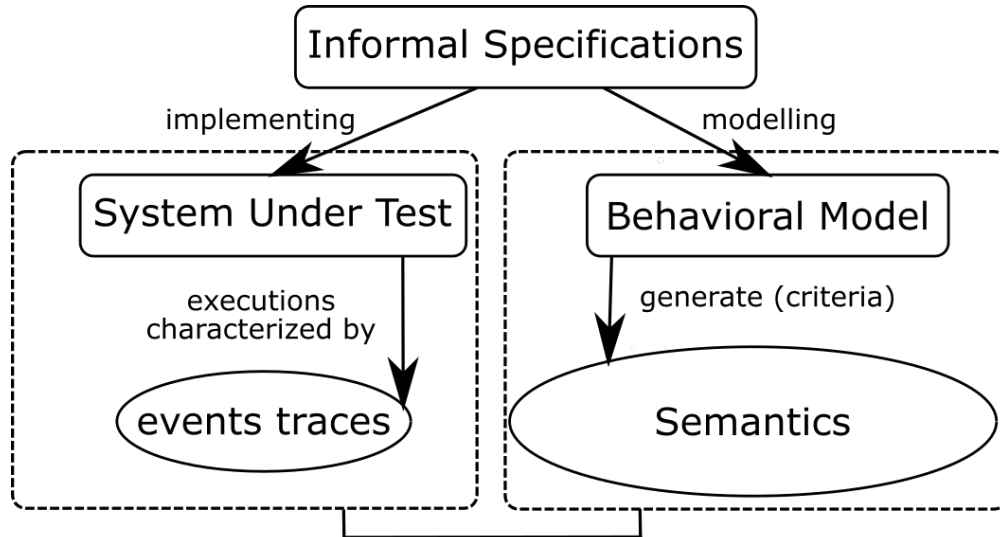 Informal Specifications
implementing
modelling
System Under Test
Behavioral Model
executions
characterized by
generate (criteria)
events traces
Semantics